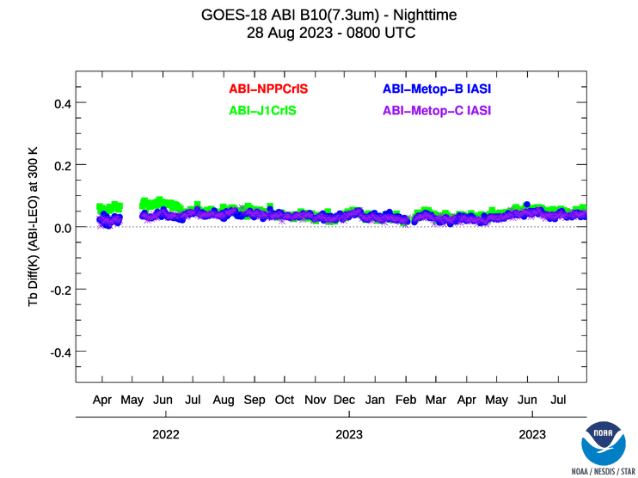 GOES-18 ABI B10(7.3um) - Nighttime
28 Aug 2023 - 0800 UTC
ABI-NPPCrIS ABI-Metop-B IASI
ABI-J1CrIS ABI-Metop-C IASI
Tb Diff(K) (ABI-LEO) at 300 K
0.4
0.2
0.0
-0.2
-0.4
Apr May Jun Jul Aug Sep Oct Nov Dec Jan Feb Mar Apr May Jun Jul
2022 2023 2023
NOAA
NOAA / NESDIS / STAR